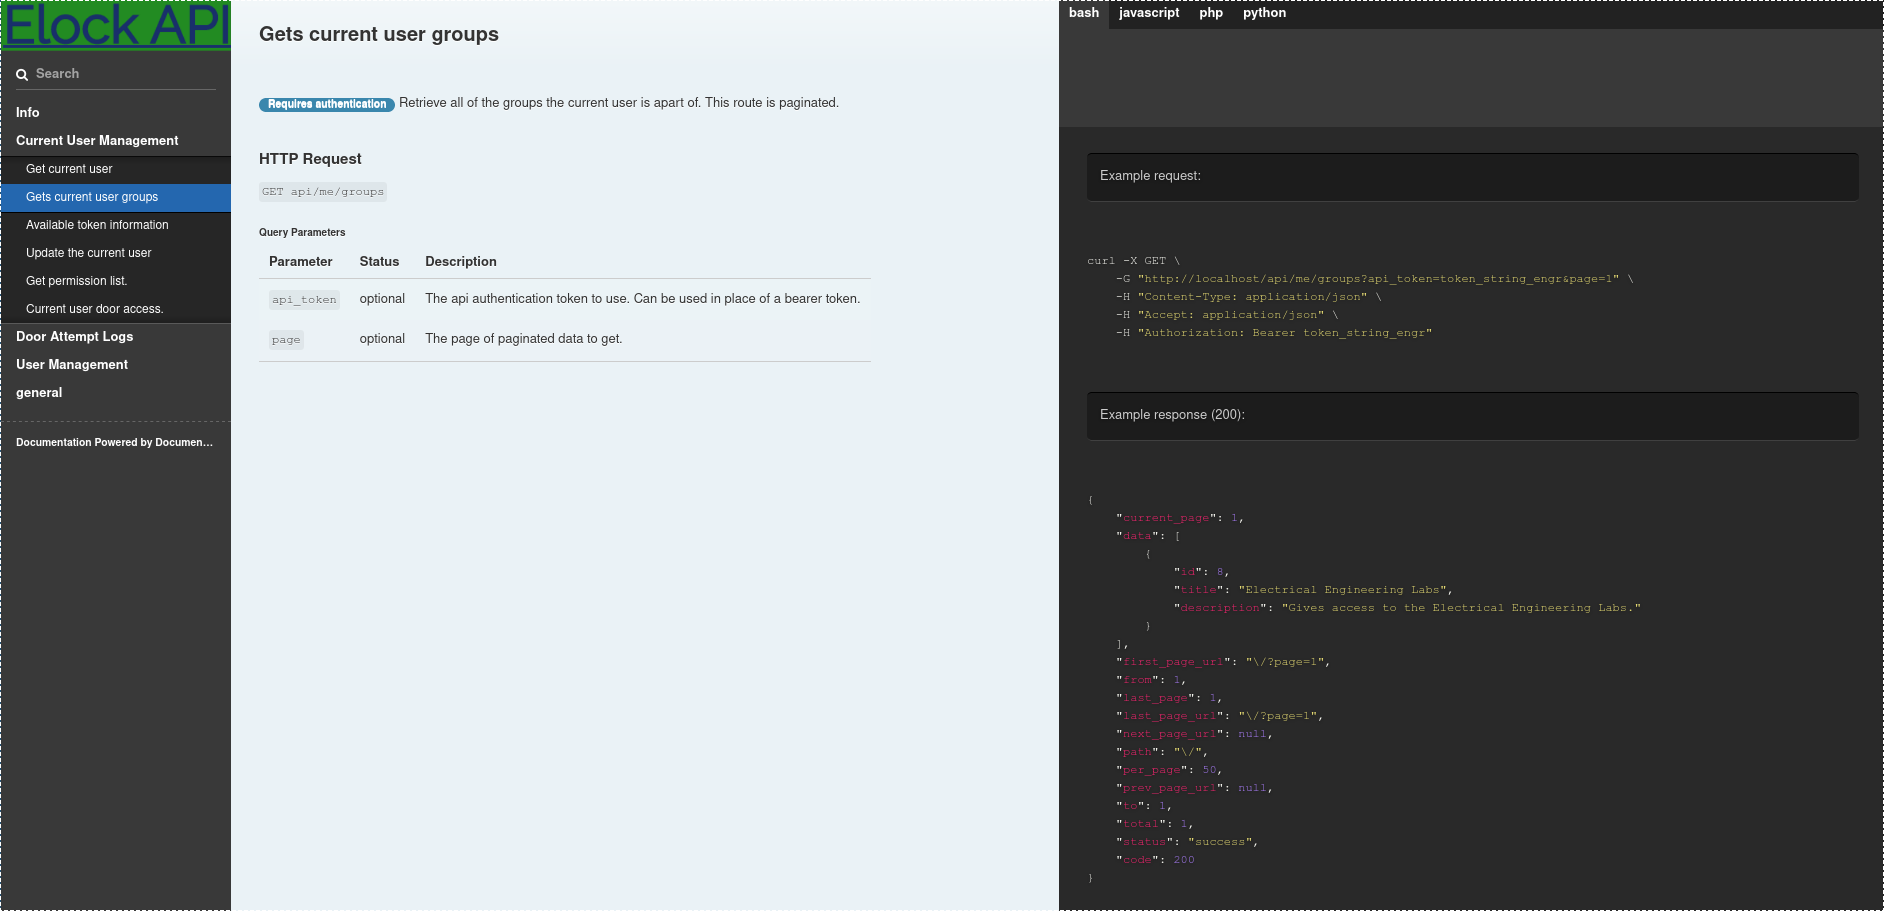 Elock API
Search
Info
Current User Management
Get current user
Gets current user groups
Available token information
Update the current user
Get permission list.
Current user door access.
Door Attempt Logs
User Management
general
Documentation Powered by Documen...
Gets current user groups
Requires authentication Retrieve all of the groups the current user is apart of. This route is paginated.
HTTP Request
GET api/me/groups
Query Parameters
Parameter Status Description
api_token optional The api authentication token to use. Can be used in place of a bearer token.
page optional The page of paginated data to get.
bash javascript php python
Example request:
curl -X GET \
    -G "http://localhost/api/me/groups?api_token=token_string_engr&page=1" \
    -H "Content-Type: application/json" \
    -H "Accept: application/json" \
    -H "Authorization: Bearer token_string_engr"
Example response (200):
{
    "current_page": 1,
    "data": [
        {
            "id": 8,
            "title": "Electrical Engineering Labs",
            "description": "Gives access to the Electrical Engineering Labs."
        }
    ],
    "first_page_url": "\/?page=1",
    "from": 1,
    "last_page": 1,
    "last_page_url": "\/?page=1",
    "next_page_url": null,
    "path": "\/",
    "per_page": 50,
    "prev_page_url": null,
    "to": 1,
    "total": 1,
    "status": "success",
    "code": 200
}